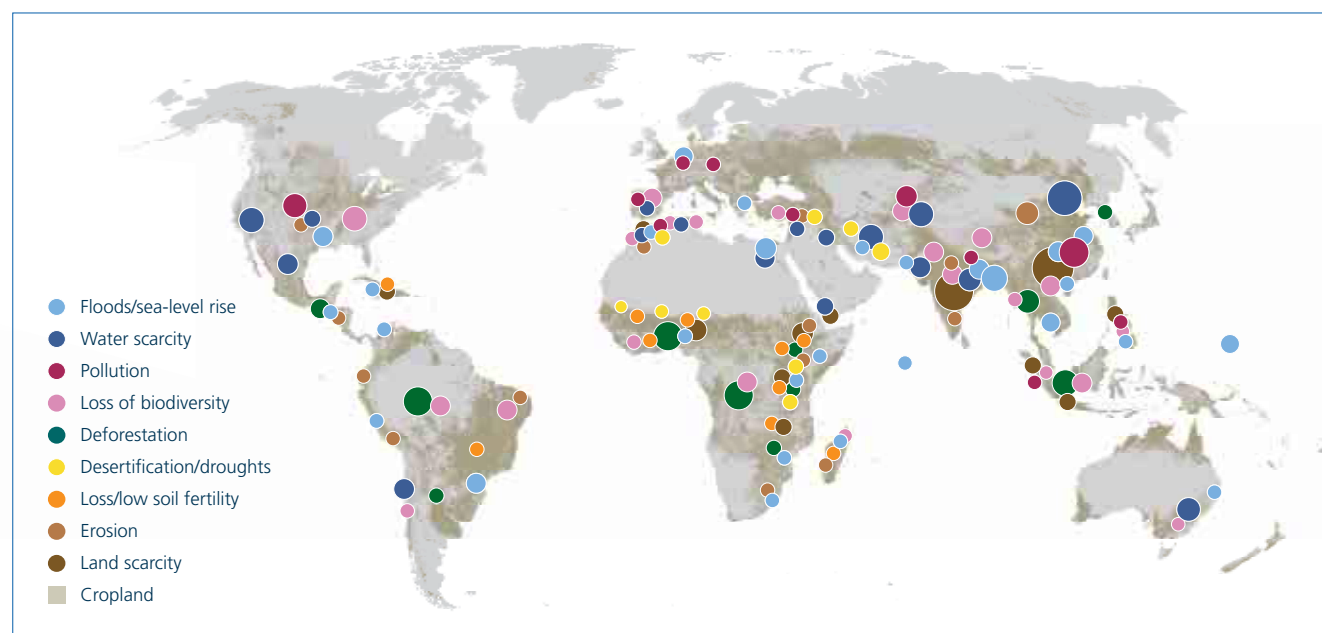 Floods/sea-level rise
Water scarcity
Pollution
Loss of biodiversity
Deforestation
Desertification/droughts
Loss/low soil fertility
Erosion
Land scarcity
Cropland